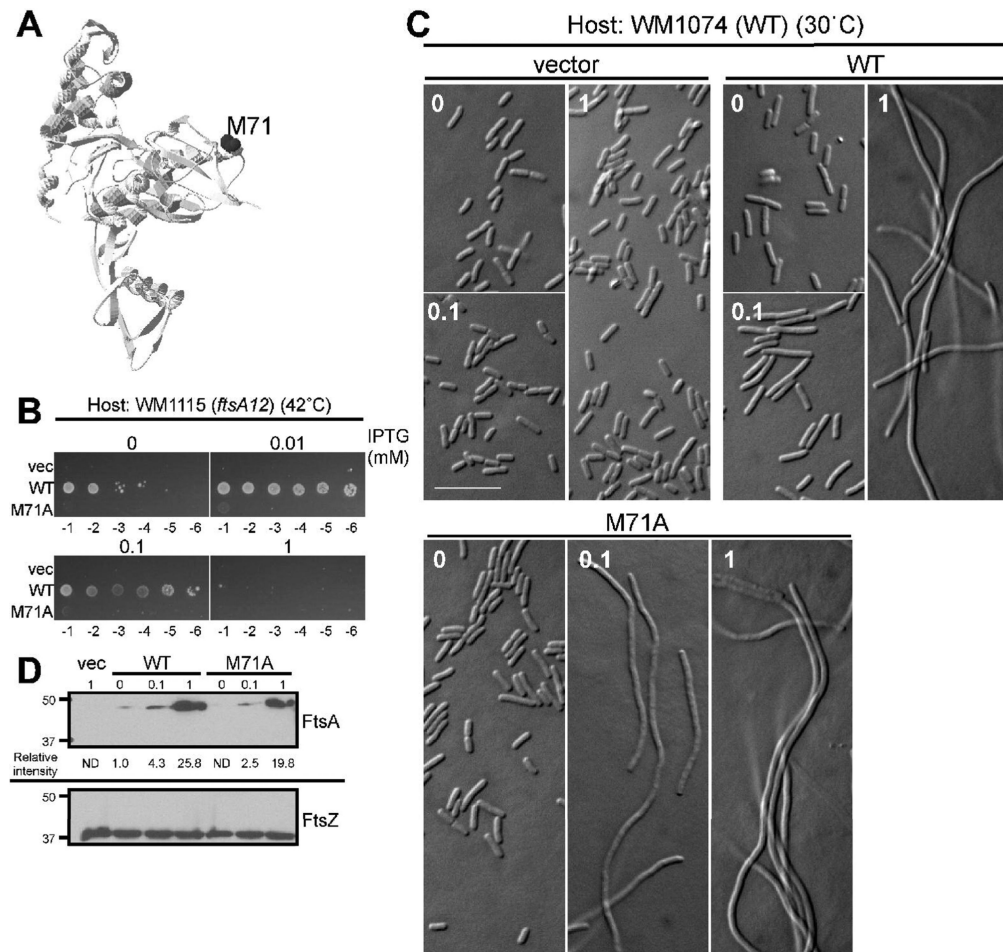 A
M71
B
Host: WM1115 (ftsA12) (42˚C)
0 0.01 IPTG (mM)
vec
WT
M71A
-1 -2 -3 -4 -5 -6 -1 -2 -3 -4 -5 -6
0.1 1
vec
WT
M71A
-1 -2 -3 -4 -5 -6 -1 -2 -3 -4 -5 -6
C
Host: WM1074 (WT) (30˚C)
vector WT
0 1 0 1
0.1 0.1
M71A
0 0.1 1
D
vec WT M71A
1 0 0.1 1 0 0.1 1
50
FtsA
37
Relative intensity ND 1.0 4.3 25.8 ND 2.5 19.8
50
FtsZ
37